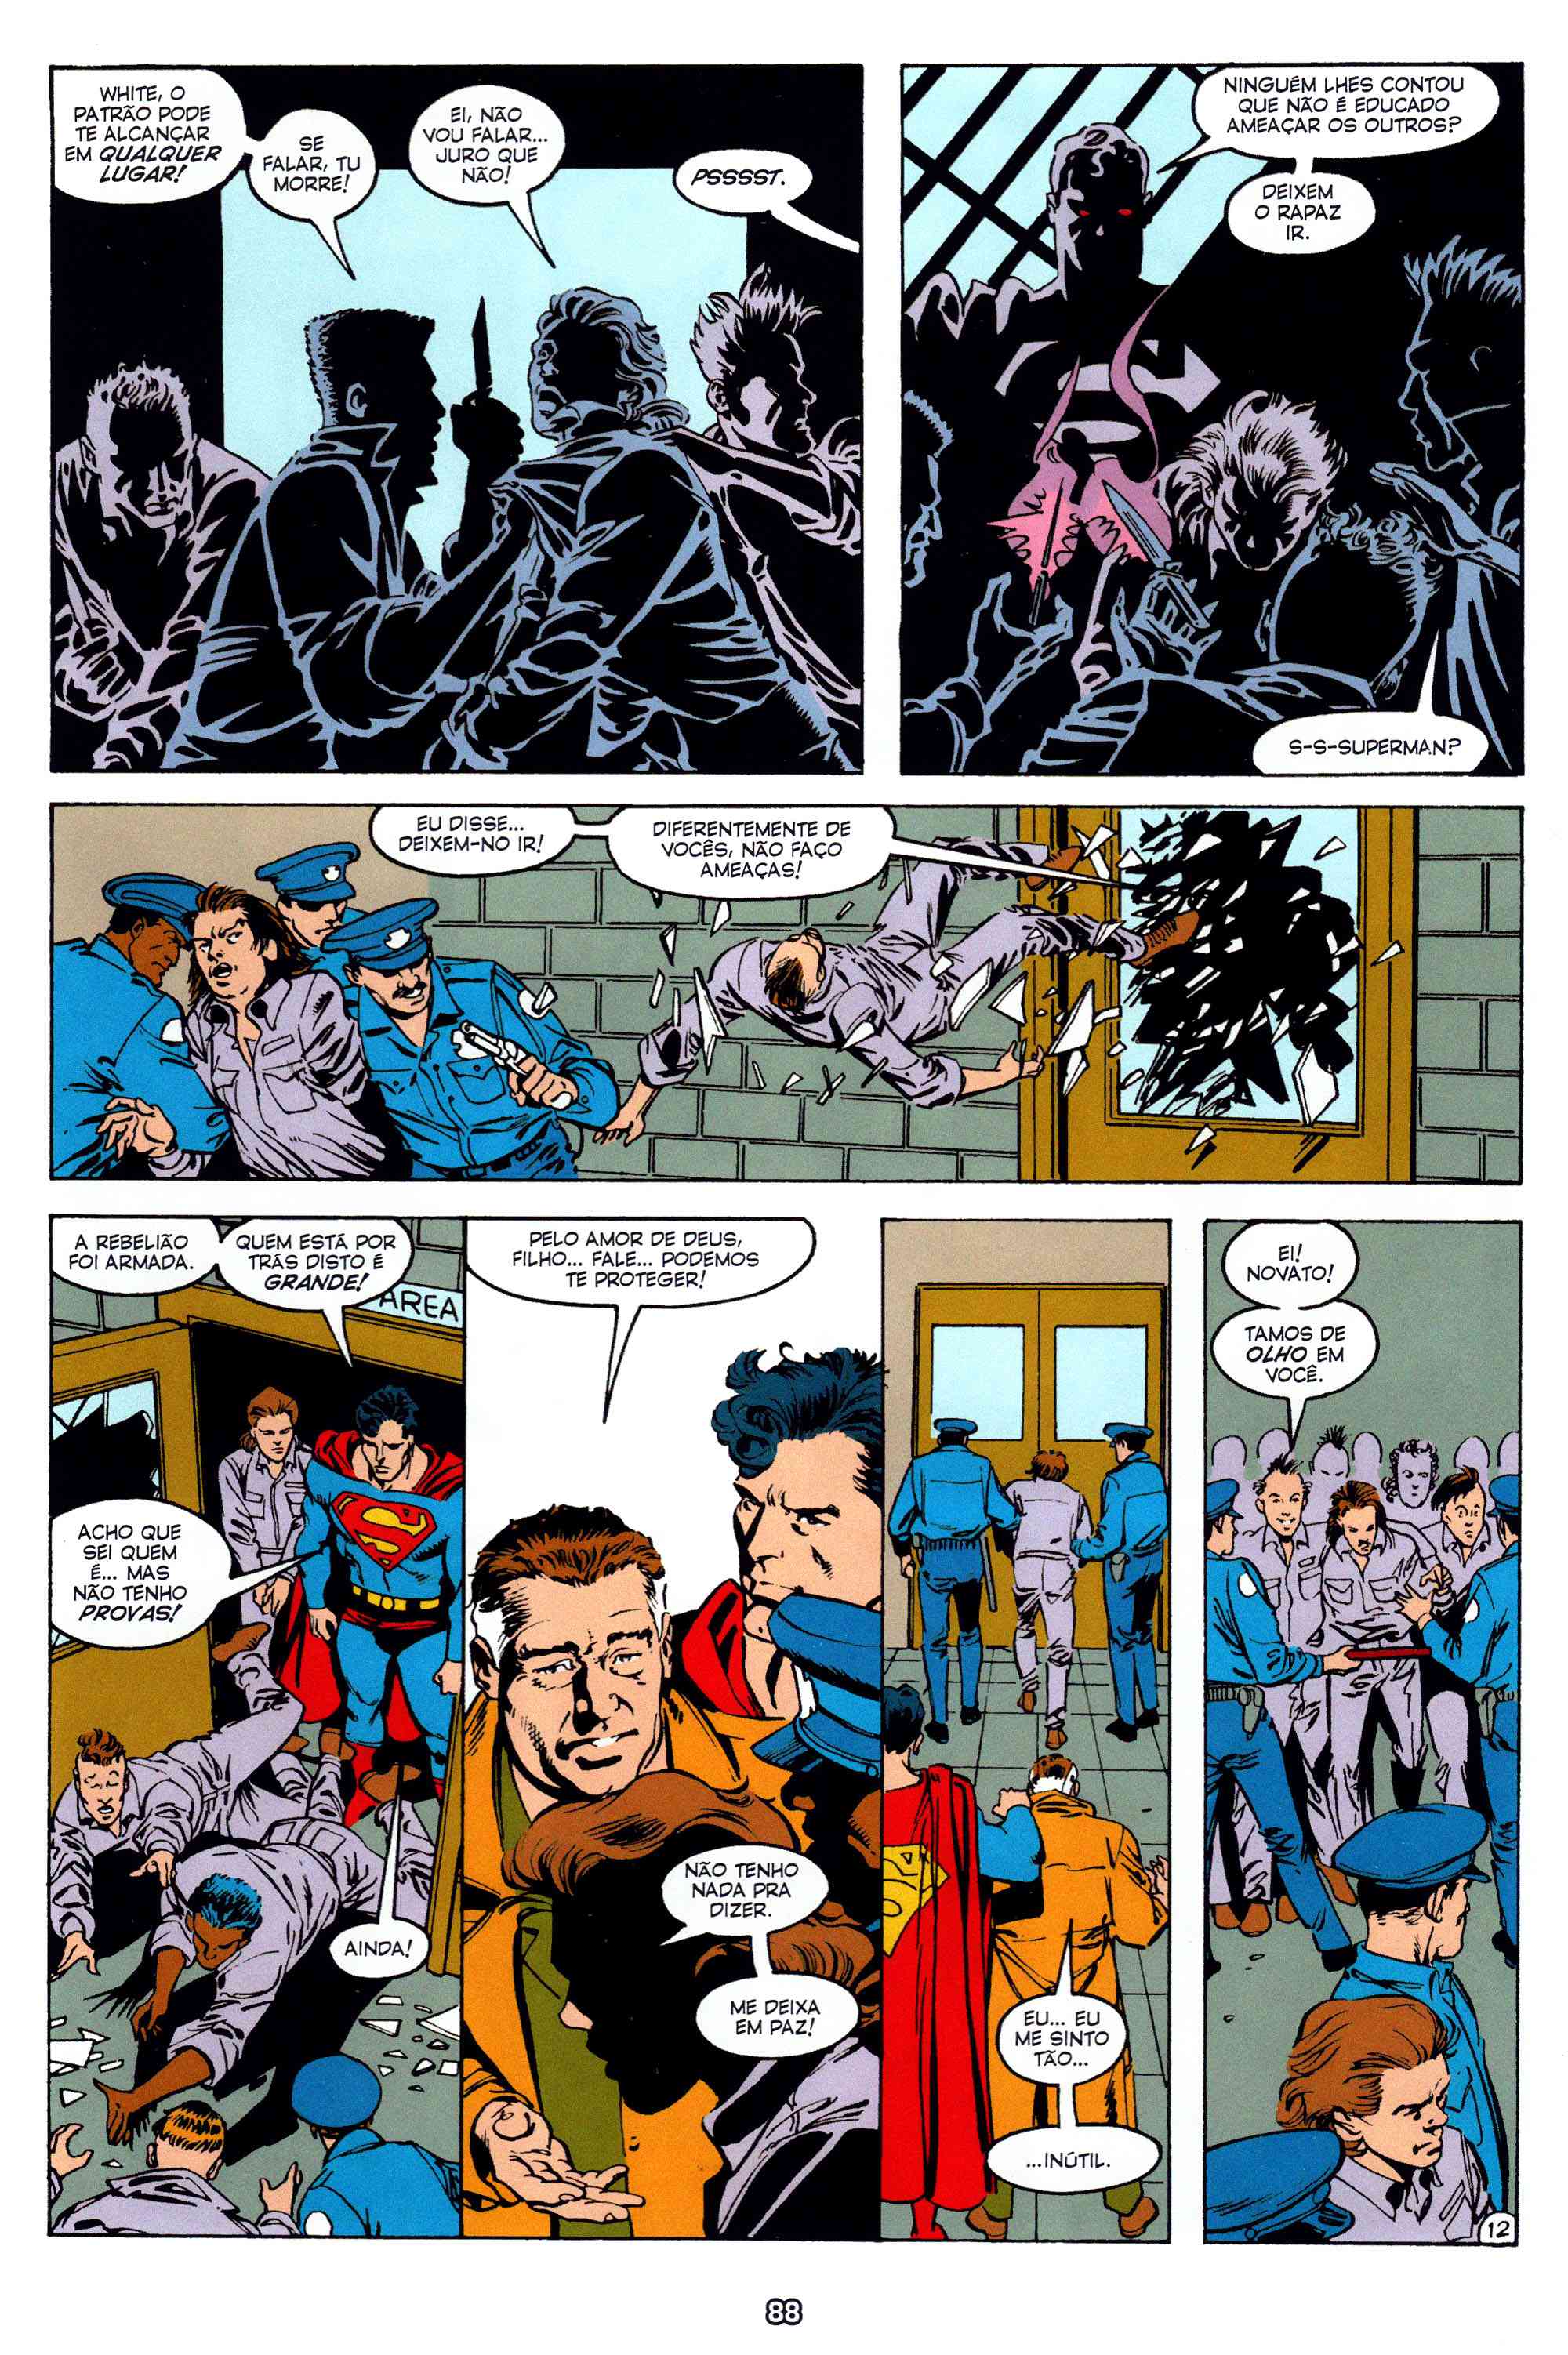 WHITE, O
PATRÃO PODE
TE ALCANÇAR
EM QUALQUER
LUGAR!
SE
FALAR, TU
MORRE!
EI, NÃO
VOU FALAR...
JURO QUE
NÃO!
PSSSST.
NINGUÉM LHES CONTOU
QUE NÃO É EDUCADO
AMEAÇAR OS OUTROS?
DEIXEM
O RAPAZ
IR.
S-S-SUPERMAN?
EU DISSE...
DEIXEM-NO IR!
DIFERENTEMENTE DE
VOCÊS, NÃO FAÇO
AMEAÇAS!
A REBELIÃO
FOI ARMADA.
QUEM ESTÁ POR
TRÁS DISTO É
GRANDE!
ÁREA
ACHO QUE
SEI QUEM
É... MAS
NÃO TENHO
PROVAS!
AINDA!
PELO AMOR DE DEUS,
FILHO... FALE... PODEMOS
TE PROTEGER!
NÃO TENHO
NADA PRA
DIZER.
ME DEIXA
EM PAZ!
EU... EU
ME SINTO
TÃO...
...INÚTIL.
EI!
NOVATO!
TAMOS DE
OLHO EM
VOCÊ.
12
88